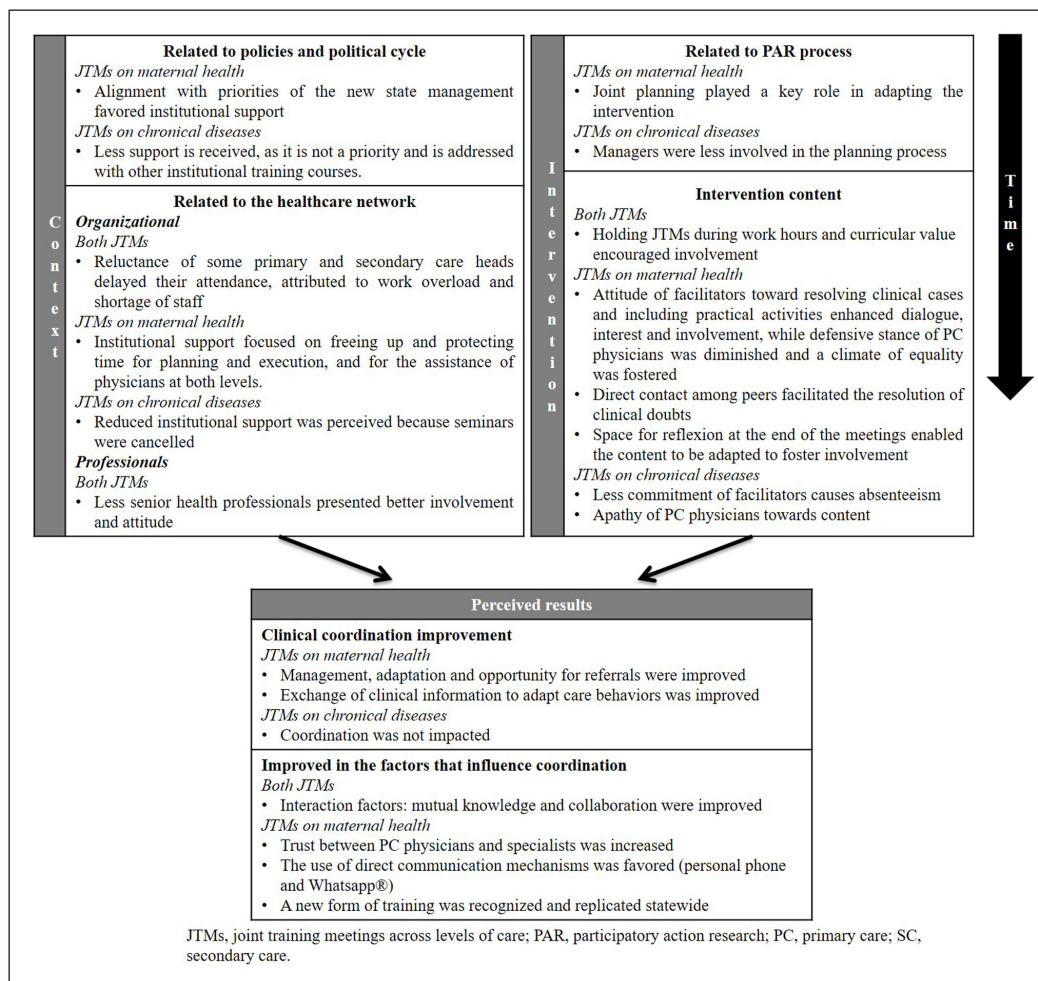 Context
Related to policies and political cycle
JTMs on maternal health
• Alignment with priorities of the new state management
favored institutional support
JTMs on chronical diseases
• Less support is received, as it is not a priority and is addressed
with other institutional training courses.
Related to the healthcare network
Organizational
Both JTMs
• Reluctance of some primary and secondary care heads
delayed their attendance, attributed to work overload and
shortage of staff
JTMs on maternal health
• Institutional support focused on freeing up and protecting
time for planning and execution, and for the assistance of
physicians at both levels.
JTMs on chronical diseases
• Reduced institutional support was perceived because seminars
were cancelled
Professionals
Both JTMs
• Less senior health professionals presented better involvement
and attitude
Intervention
Related to PAR process
JTMs on maternal health
• Joint planning played a key role in adapting the
intervention
JTMs on chronical diseases
• Managers were less involved in the planning process
Intervention content
Both JTMs
• Holding JTMs during work hours and curricular value
encouraged involvement
JTMs on maternal health
• Attitude of facilitators toward resolving clinical cases
and including practical activities enhanced dialogue,
interest and involvement, while defensive stance of PC
physicians was diminished and a climate of equality
was fostered
• Direct contact among peers facilitated the resolution of
clinical doubts
• Space for reflexion at the end of the meetings enabled
the content to be adapted to foster involvement
JTMs on chronical diseases
• Less commitment of facilitators causes absenteeism
• Apathy of PC physicians towards content
Time
Perceived results
Clinical coordination improvement
JTMs on maternal health
• Management, adaptation and opportunity for referrals were improved
• Exchange of clinical information to adapt care behaviors was improved
JTMs on chronical diseases
• Coordination was not impacted
Improved in the factors that influence coordination
Both JTMs
• Interaction factors: mutual knowledge and collaboration were improved
JTMs on maternal health
• Trust between PC physicians and specialists was increased
• The use of direct communication mechanisms was favored (personal phone
and Whatsapp®)
• A new form of training was recognized and replicated statewide
JTMs, joint training meetings across levels of care; PAR, participatory action research; PC, primary care; SC,
secondary care.